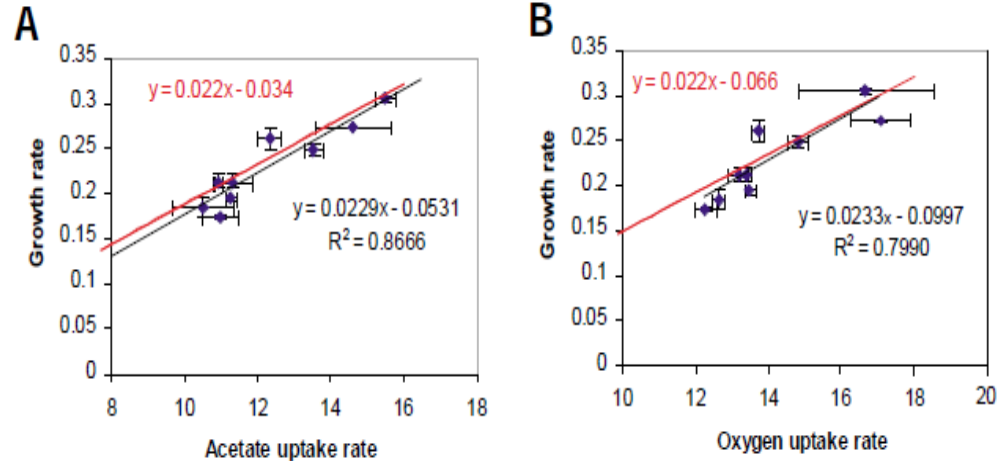 A
0.35
0.3
0.25
0.2
0.15
0.1
0.05
0
Growth rate
y = 0.022x - 0.034
y = 0.0229x - 0.0531
R² = 0.8666
8 10 12 14 16 18
Acetate uptake rate
B
0.35
0.3
0.25
0.2
0.15
0.1
0.05
0
Growth rate
y = 0.022x - 0.066
y = 0.0233x - 0.0997
R² = 0.7990
10 12 14 16 18 20
Oxygen uptake rate